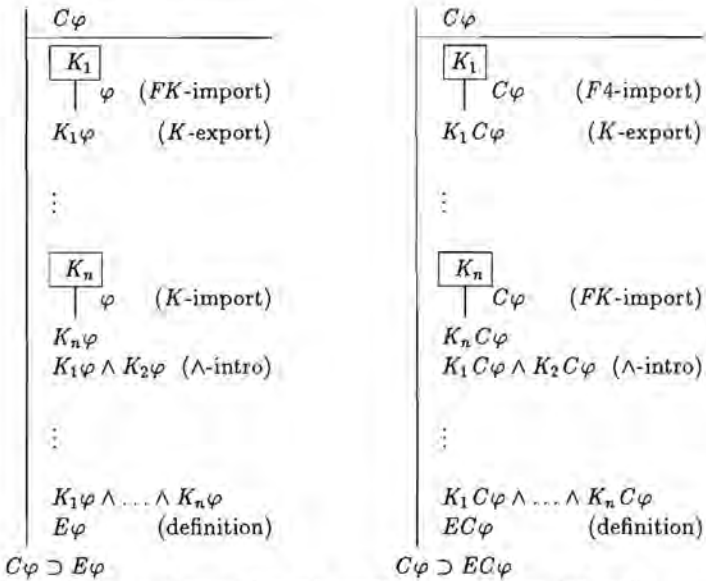 Cφ
K₁
φ (FK-import)
K₁φ (K-export)
⋮
Kₙ
φ (K-import)
Kₙφ
K₁φ ∧ K₂φ (∧-intro)
⋮
K₁φ ∧ .... ∧ Kₙφ
Eφ (definition)
Cφ ⊃ Eφ
Cφ
K₁
Cφ (F4-import)
K₁Cφ (K-export)
⋮
Kₙ
Cφ (FK-import)
KₙCφ
K₁Cφ ∧ K₂Cφ (∧-intro)
⋮
K₁Cφ ∧ ... ∧ KₙCφ
ECφ (definition)
Cφ ⊃ ECφ